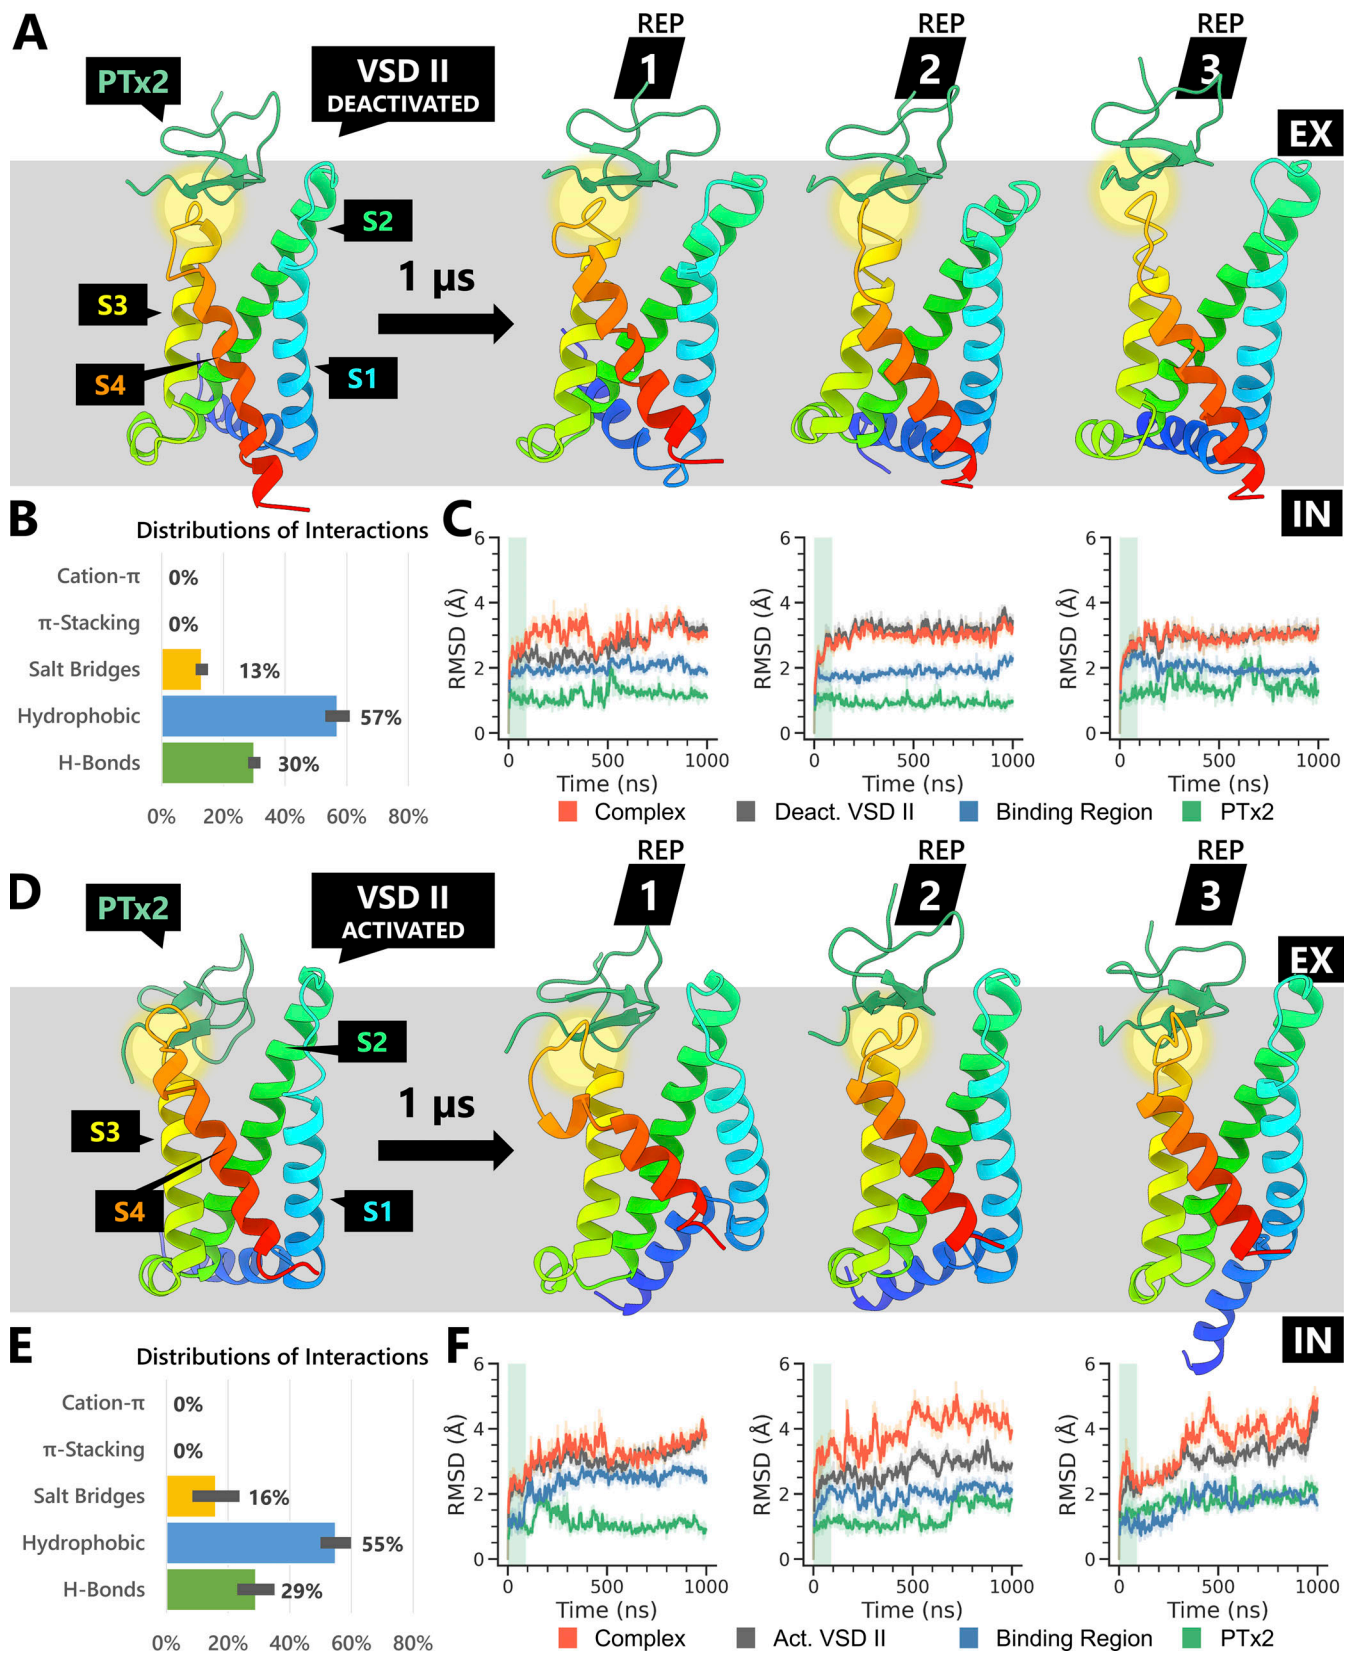 A
PTx2
VSD II
DEACTIVATED
REP
1
REP
2
REP
3
EX
S2
S3
1 µs
S4
S1
IN
B
Distributions of Interactions
Cation-π
0%
π-Stacking
0%
Salt Bridges
13%
Hydrophobic
57%
H-Bonds
30%
0% 20% 40% 60% 80%
C
RMSD (Å)
6
4
2
0
0 500 1000
Time (ns)
RMSD (Å)
6
4
2
0
0 500 1000
Time (ns)
RMSD (Å)
6
4
2
0
0 500 1000
Time (ns)
Complex Deact. VSD II Binding Region PTx2
D
PTx2
VSD II
ACTIVATED
REP
1
REP
2
REP
3
EX
S2
S3
1 µs
S4
S1
IN
E
Distributions of Interactions
Cation-π
0%
π-Stacking
0%
Salt Bridges
16%
Hydrophobic
55%
H-Bonds
29%
0% 20% 40% 60% 80%
F
RMSD (Å)
6
4
2
0
0 500 1000
Time (ns)
RMSD (Å)
6
4
2
0
0 500 1000
Time (ns)
RMSD (Å)
6
4
2
0
0 500 1000
Time (ns)
Complex Act. VSD II Binding Region PTx2